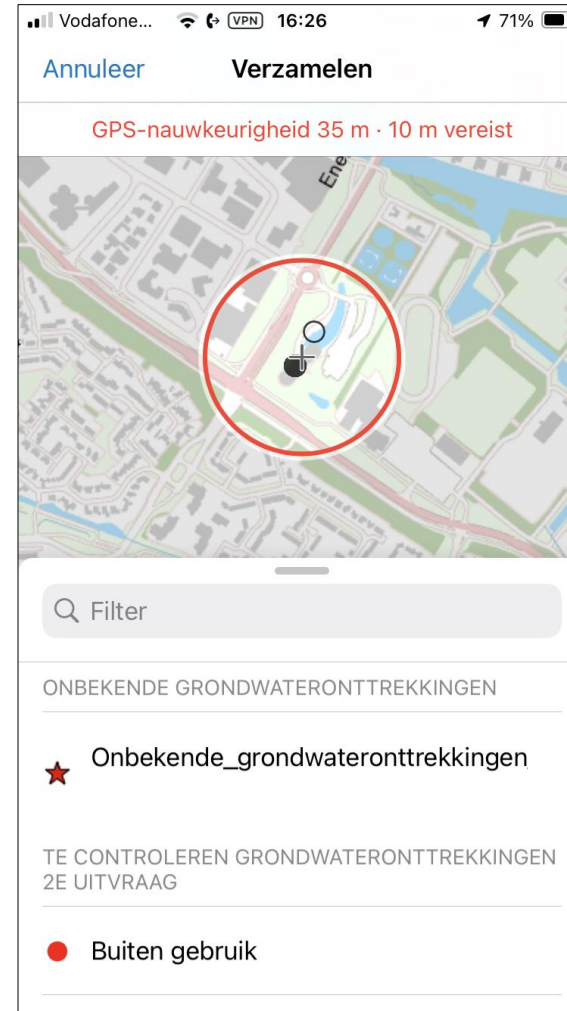 Vodafone... VPN 16:26 71%
Annuleer Verzamelen
GPS-nauwkeurigheid 35 m · 10 m vereist
Ene
Filter
ONBEKENDE GRONDWATERONTTREKKINGEN
Onbekende_grondwateronttrekkingen
TE CONTROLEREN GRONDWATERONTTREKKINGEN
2E UITVRAAG
Buiten gebruik